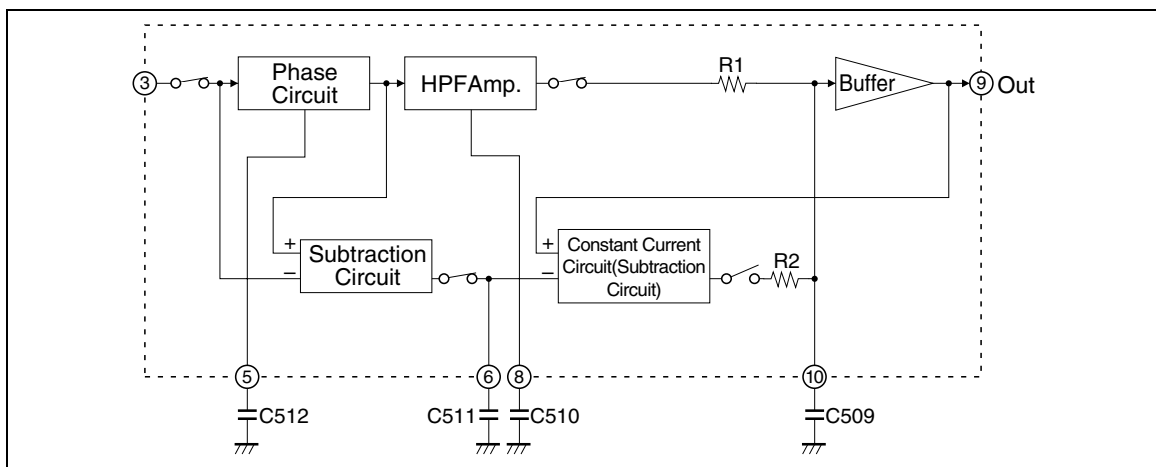 R1
③
Phase
Circuit
HPFAmp.
Buffer
⑨ Out
+
−
Subtraction
Circuit
+
−
Constant Current
Circuit(Subtraction
Circuit)
R2
⑤
⑥
⑧
⑩
C512
C511
C510
C509